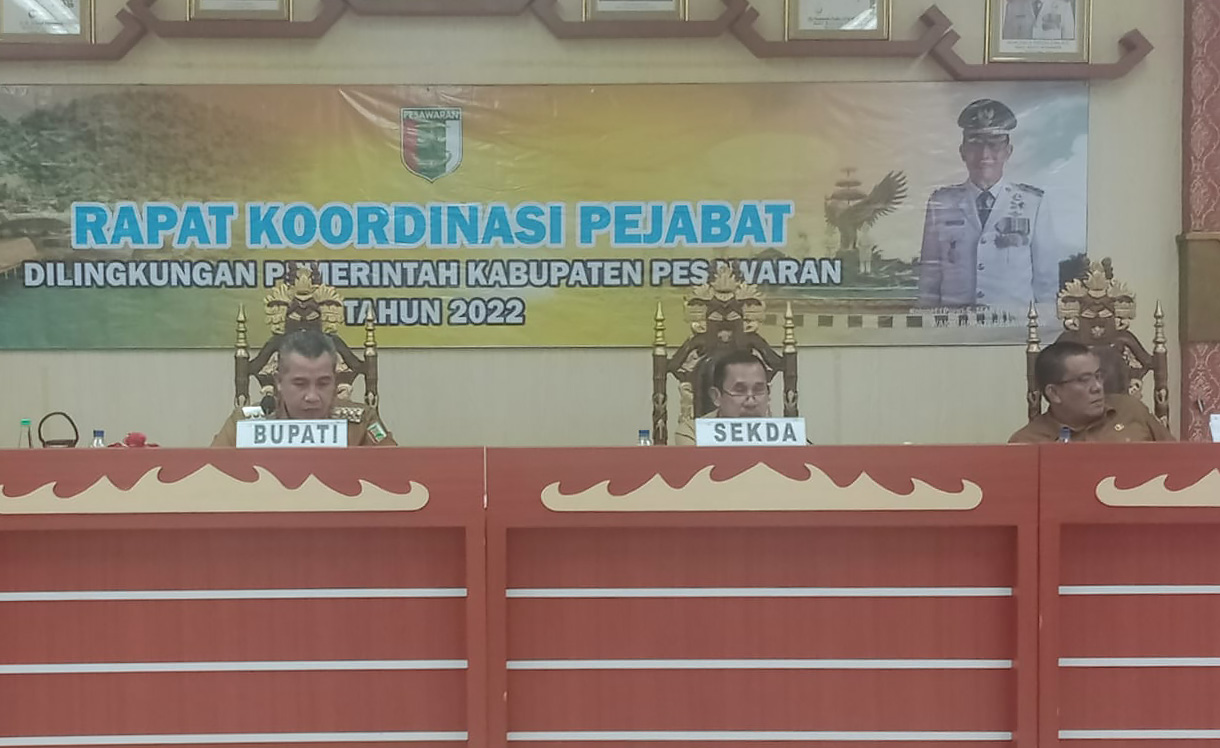 PESAWARAN
RAPAT KOORDINASI PEJABAT
DILINGKUNGAN PEMERINTAH KABUPATEN PESAWARAN
TAHUN 2022
BUPATI
SEKDA